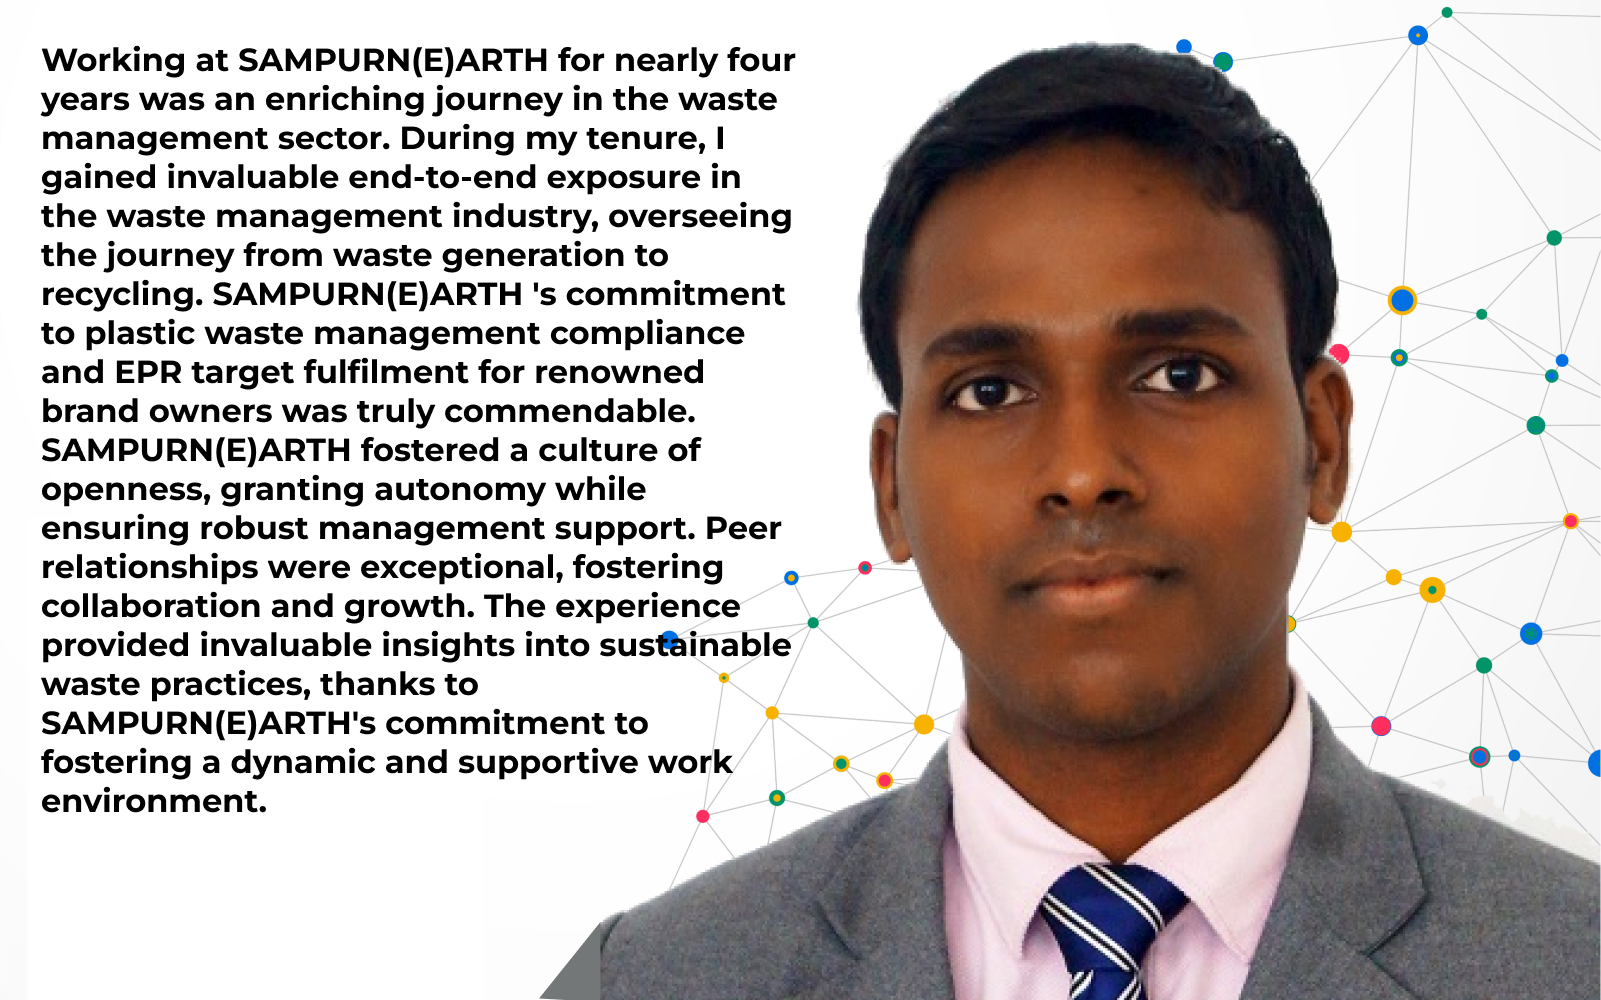 Working at SAMPURN(E)ARTH for nearly four
years was an enriching journey in the waste
management sector. During my tenure, I
gained invaluable end-to-end exposure in
the waste management industry, overseeing
the journey from waste generation to
recycling. SAMPURN(E)ARTH 's commitment
to plastic waste management compliance
and EPR target fulfilment for renowned
brand owners was truly commendable.
SAMPURN(E)ARTH fostered a culture of
openness, granting autonomy while
ensuring robust management support. Peer
relationships were exceptional, fostering
collaboration and growth. The experience
provided invaluable insights into sustainable
waste practices, thanks to
SAMPURN(E)ARTH's commitment to
fostering a dynamic and supportive work
environment.